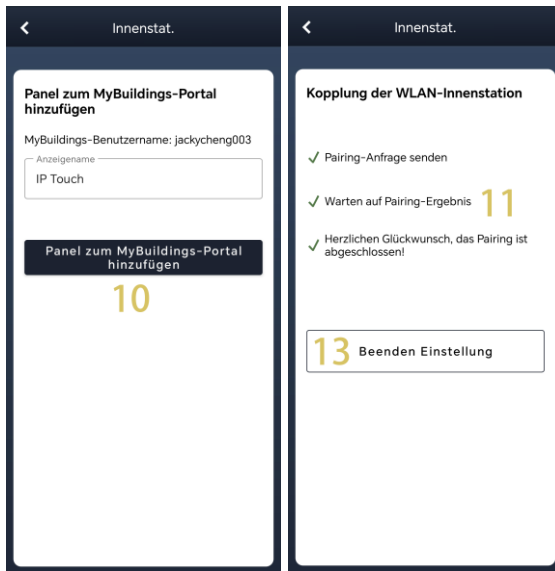 Innenstat.
Panel zum MyBuildings-Portal
hinzufügen
MyBuildings-Benutzername: jackycheng003
Anzeigename
IP Touch
Panel zum MyBuildings-Portal
hinzufügen
10
Innenstat.
Kopplung der WLAN-Innenstation
Pairing-Anfrage senden
Warten auf Pairing-Ergebnis 11
Herzlichen Glückwunsch, das Pairing ist
abgeschlossen!
13 Beenden Einstellung